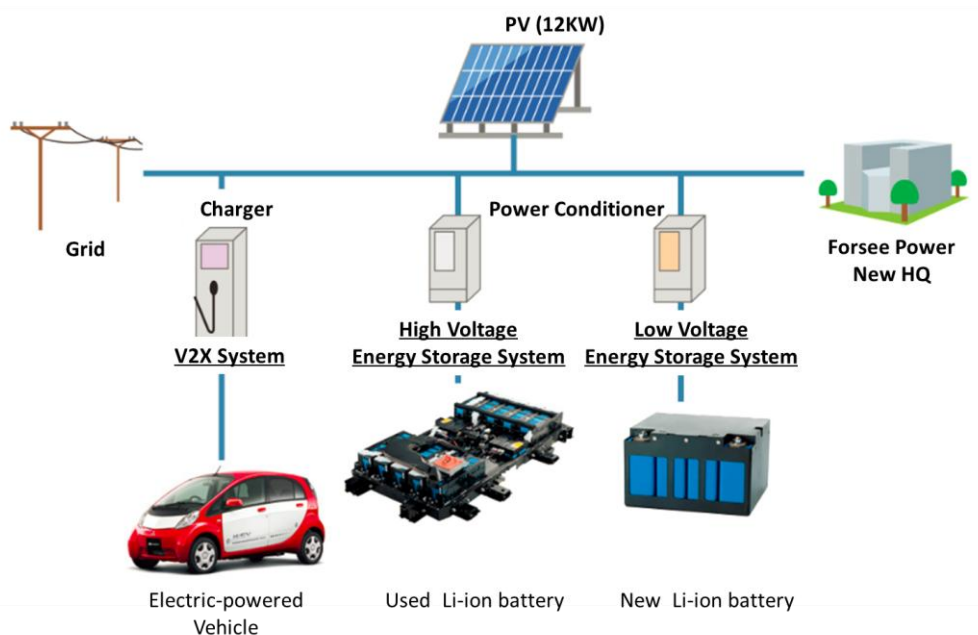 PV (12KW)
Grid
Charger
Power Conditioner
Forsee Power
New HQ
V2X System
High Voltage
Energy Storage System
Low Voltage
Energy Storage System
Electric-powered
Vehicle
Used Li-ion battery
New Li-ion battery